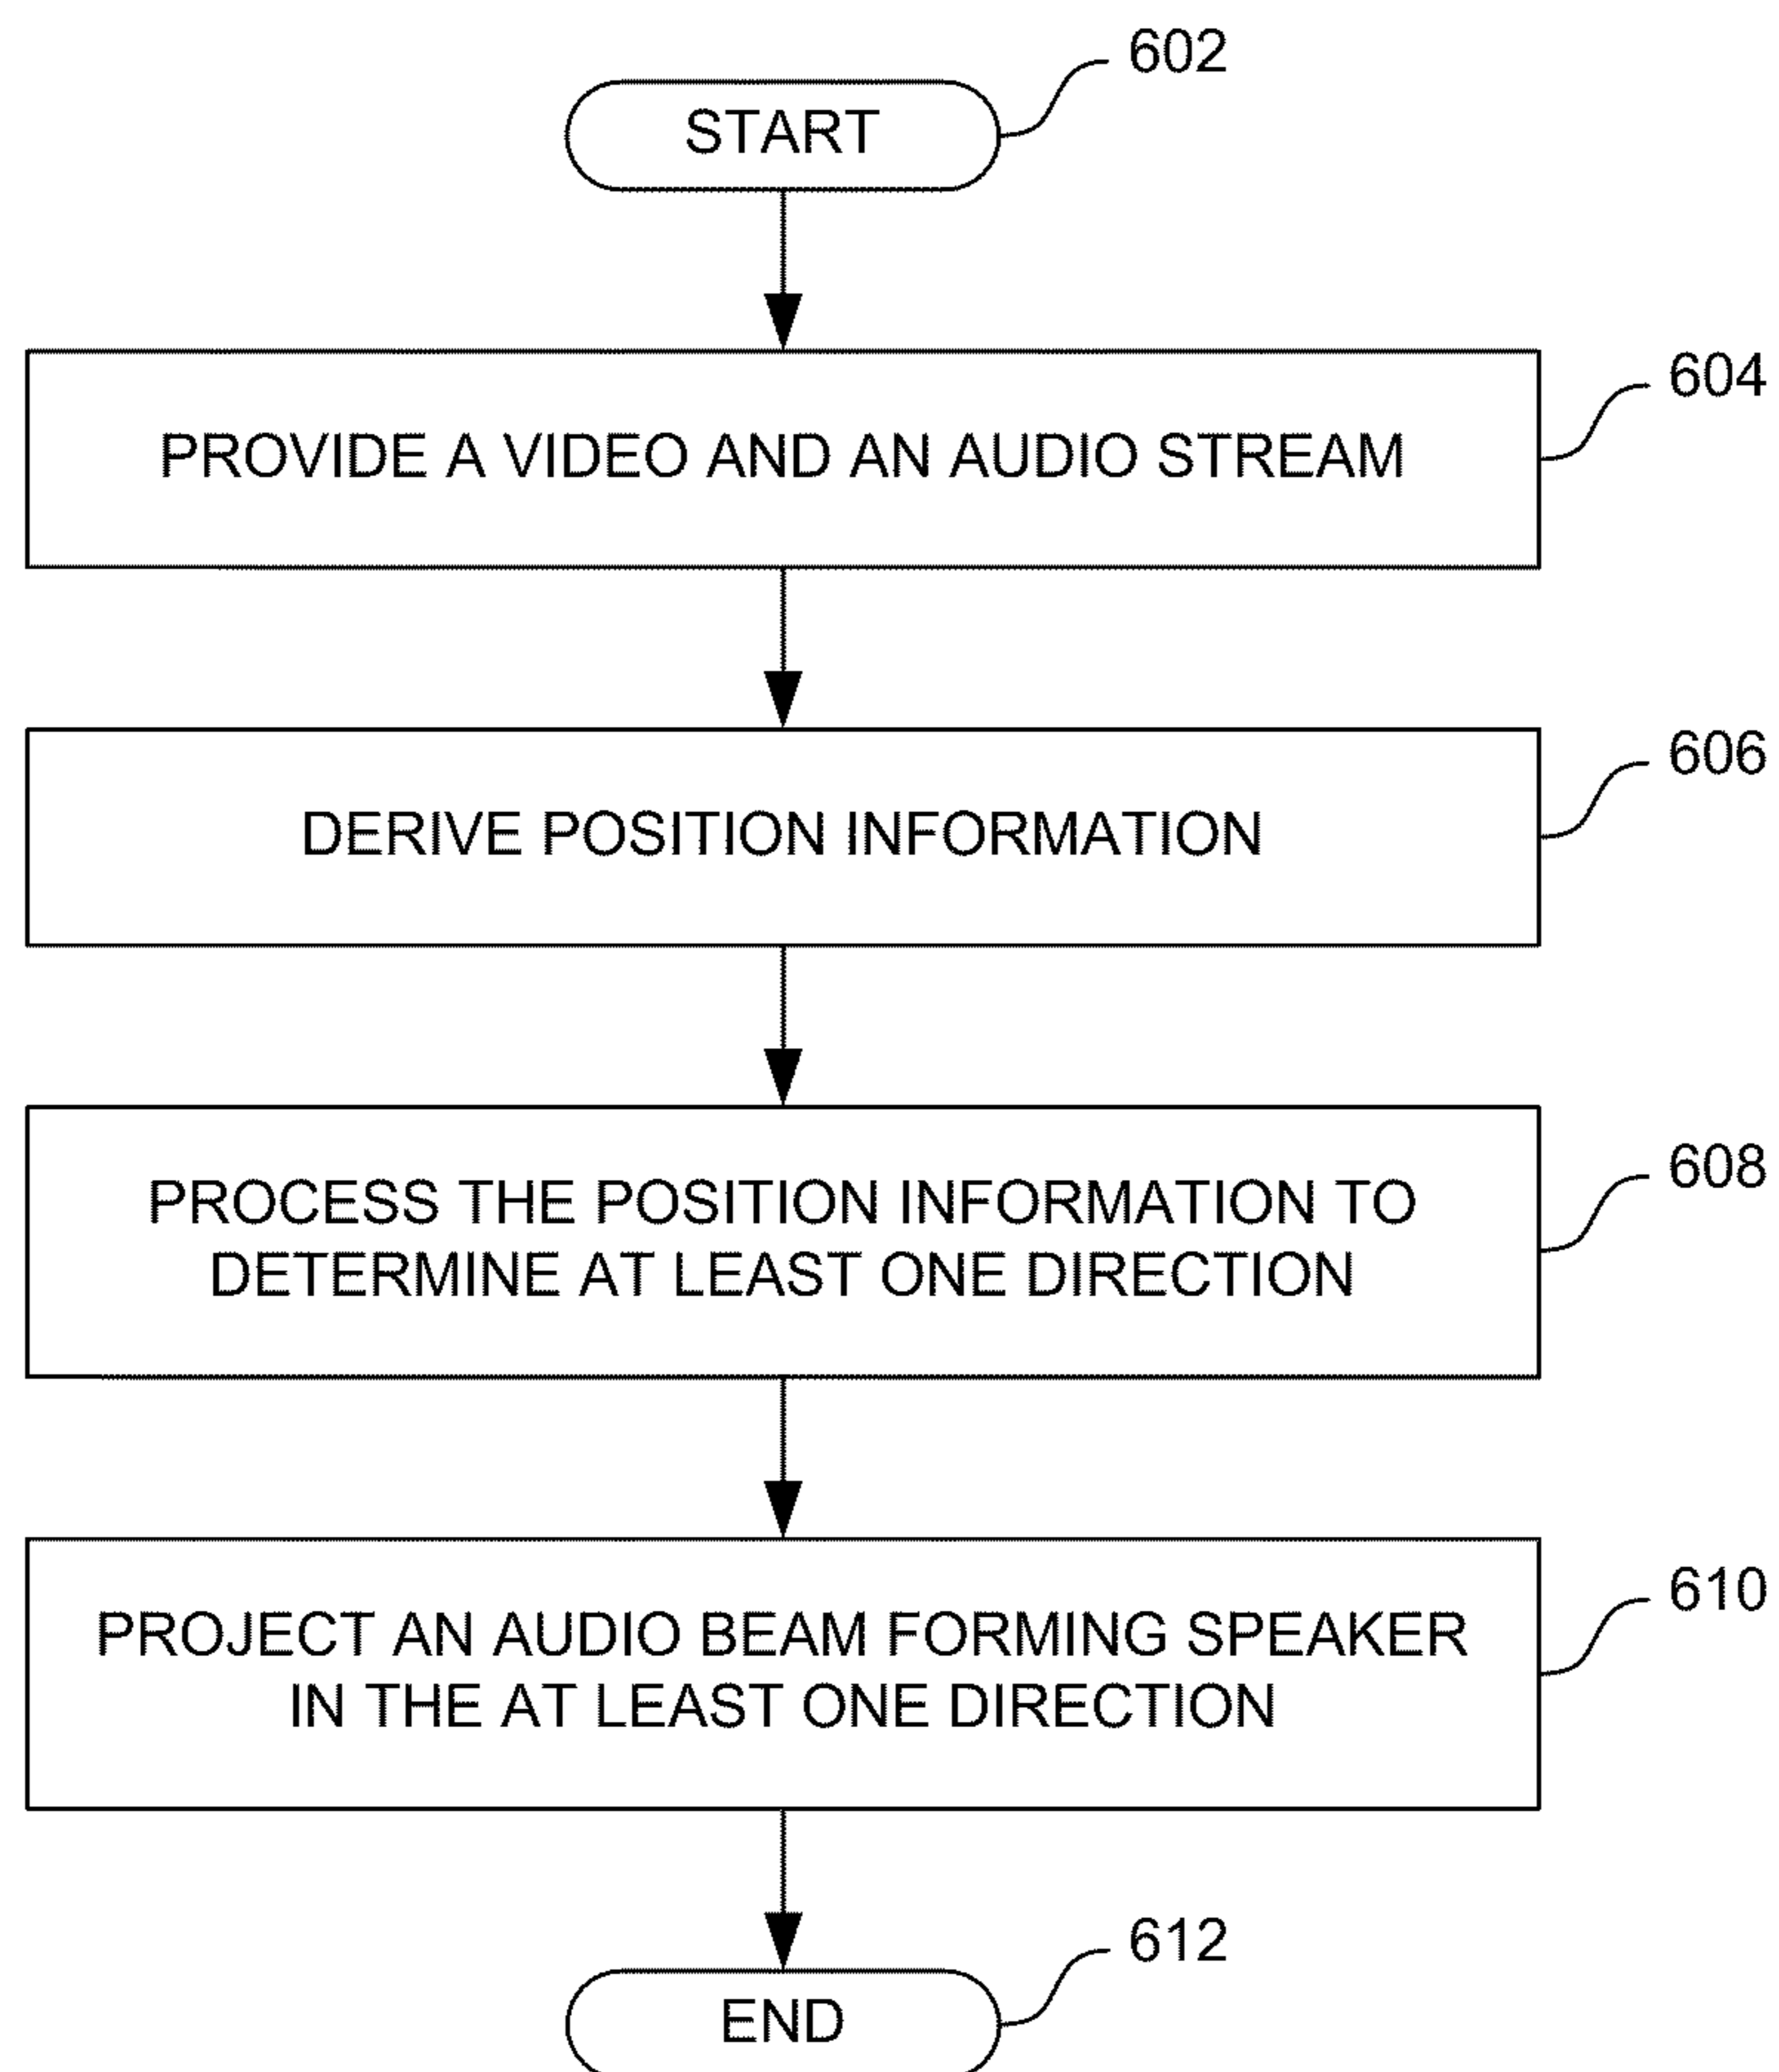 602
START
604
PROVIDE A VIDEO AND AN AUDIO STREAM
606
DERIVE POSITION INFORMATION
608
PROCESS THE POSITION INFORMATION TO
DETERMINE AT LEAST ONE DIRECTION
610
PROJECT AN AUDIO BEAM FORMING SPEAKER
IN THE AT LEAST ONE DIRECTION
612
END